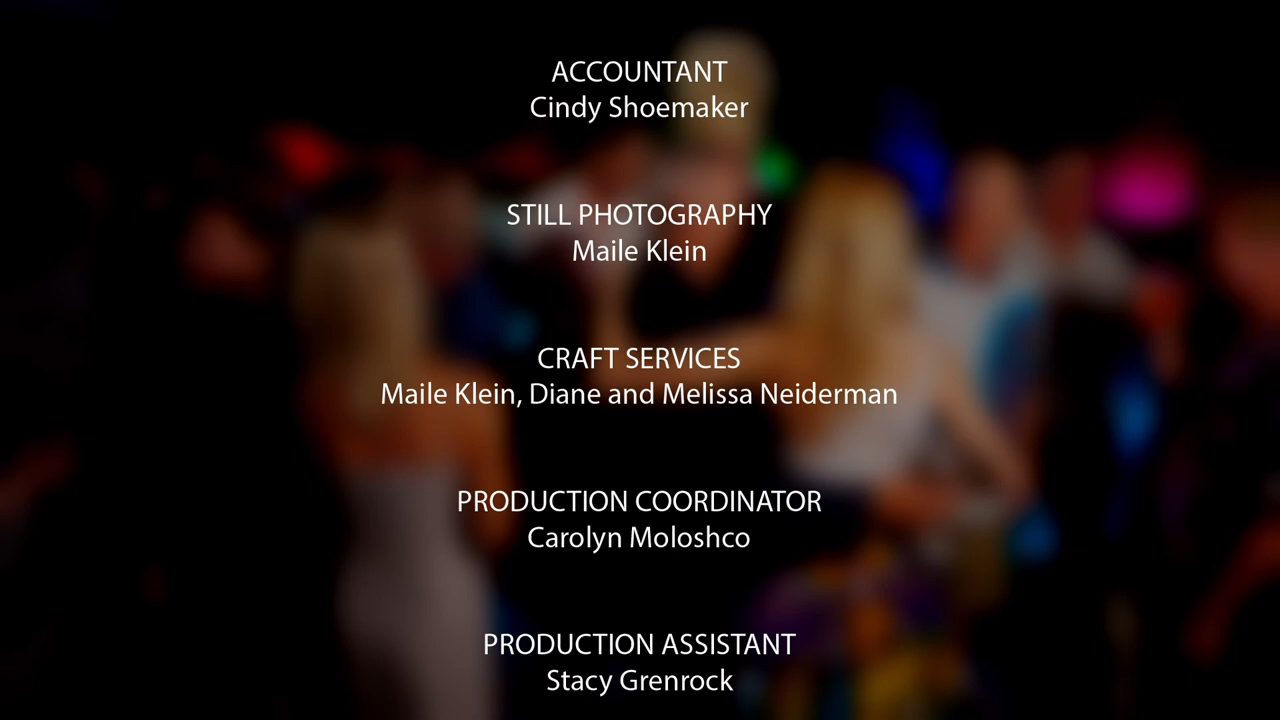 ACCOUNTANT
Cindy Shoemaker
STILL PHOTOGRAPHY
Maile Klein
CRAFT SERVICES
Maile Klein, Diane and Melissa Neiderman
PRODUCTION COORDINATOR
Carolyn Moloshco
PRODUCTION ASSISTANT
Stacy Grenrock